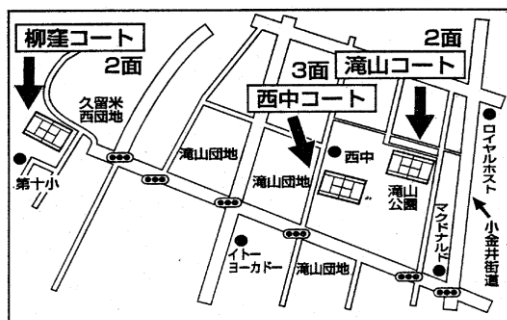 柳窪コート
2面
2面
滝山コート
3面
西中コート
久留米
西団地
第十小
滝山団地
滝山団地
西中
滝山
公園
ロイヤルホスト
小金井街道
マクドナルド
イトー
ヨーカドー
滝山団地